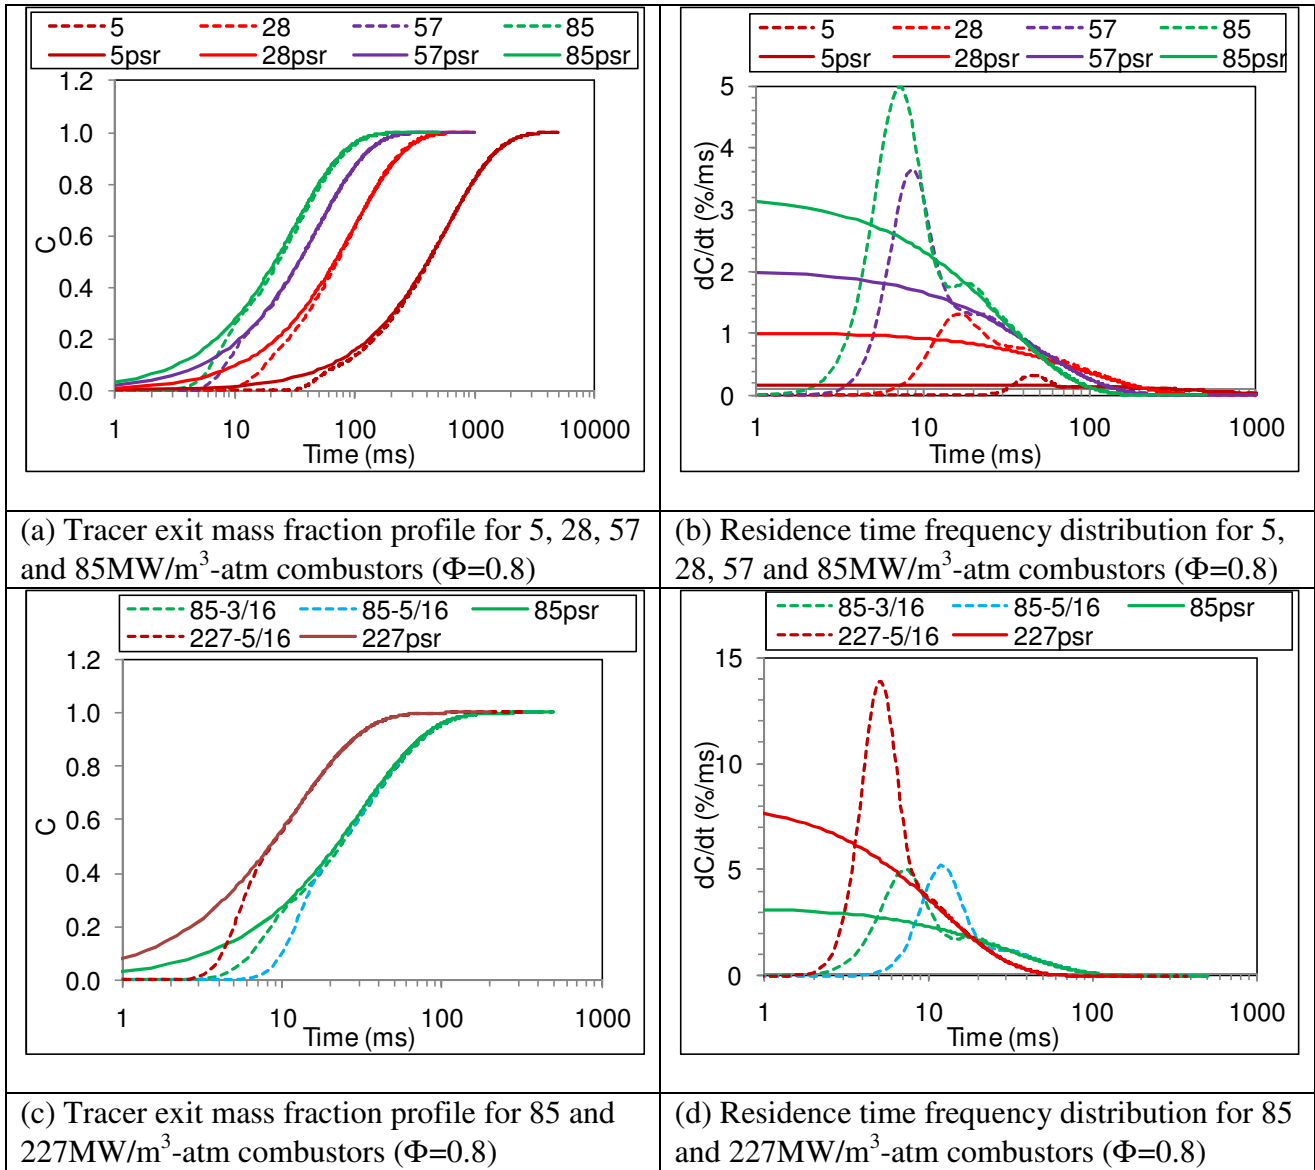 5 28 57 85
5psr 28psr 57psr 85psr
1.2
1.0
0.8
0.6
0.4
0.2
0.0
C
1 10 100 1000 10000
Time (ms)
5 28 57 85
5psr 28psr 57psr 85psr
5
4
3
2
1
0
dC/dt (%/ms)
1 10 100 1000
Time (ms)
(a) Tracer exit mass fraction profile for 5, 28, 57
and 85MW/m³-atm combustors (Φ=0.8)
(b) Residence time frequency distribution for 5,
28, 57 and 85MW/m³-atm combustors (Φ=0.8)
85-3/16 85-5/16 85psr
227-5/16 227psr
1.2
1.0
0.8
0.6
0.4
0.2
0.0
C
1 10 100 1000
Time (ms)
85-3/16 85-5/16 85psr
227-5/16 227psr
15
10
5
0
dC/dt (%/ms)
1 10 100 1000
Time (ms)
(c) Tracer exit mass fraction profile for 85 and
227MW/m³-atm combustors (Φ=0.8)
(d) Residence time frequency distribution for 85
and 227MW/m³-atm combustors (Φ=0.8)